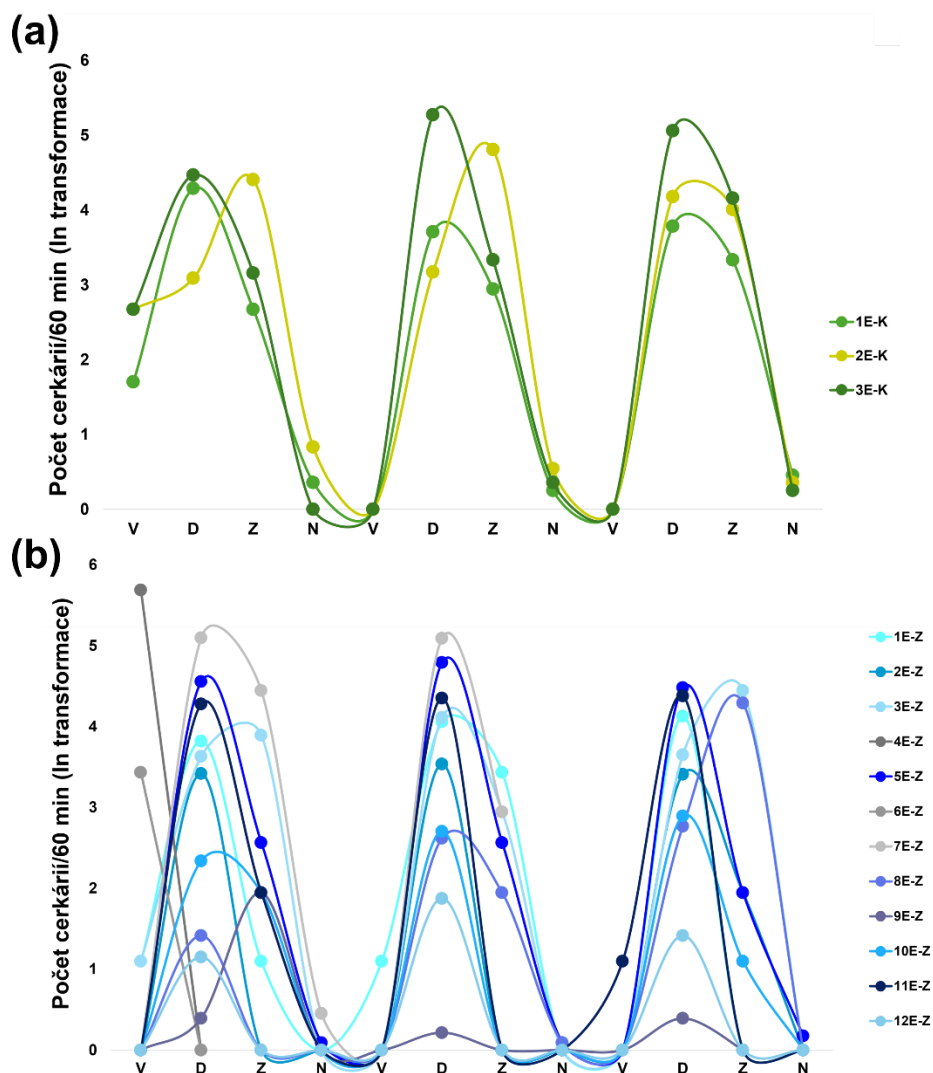 (a)
Počet cerkárií/60 min (ln transformace)
6
5
4
3
2
1
0
V D Z N V D Z N V D Z N
1E-K
2E-K
3E-K
(b)
Počet cerkárií/60 min (ln transformace)
6
5
4
3
2
1
0
V D Z N V D Z N V D Z N
1E-Z
2E-Z
3E-Z
4E-Z
5E-Z
6E-Z
7E-Z
8E-Z
9E-Z
10E-Z
11E-Z
12E-Z